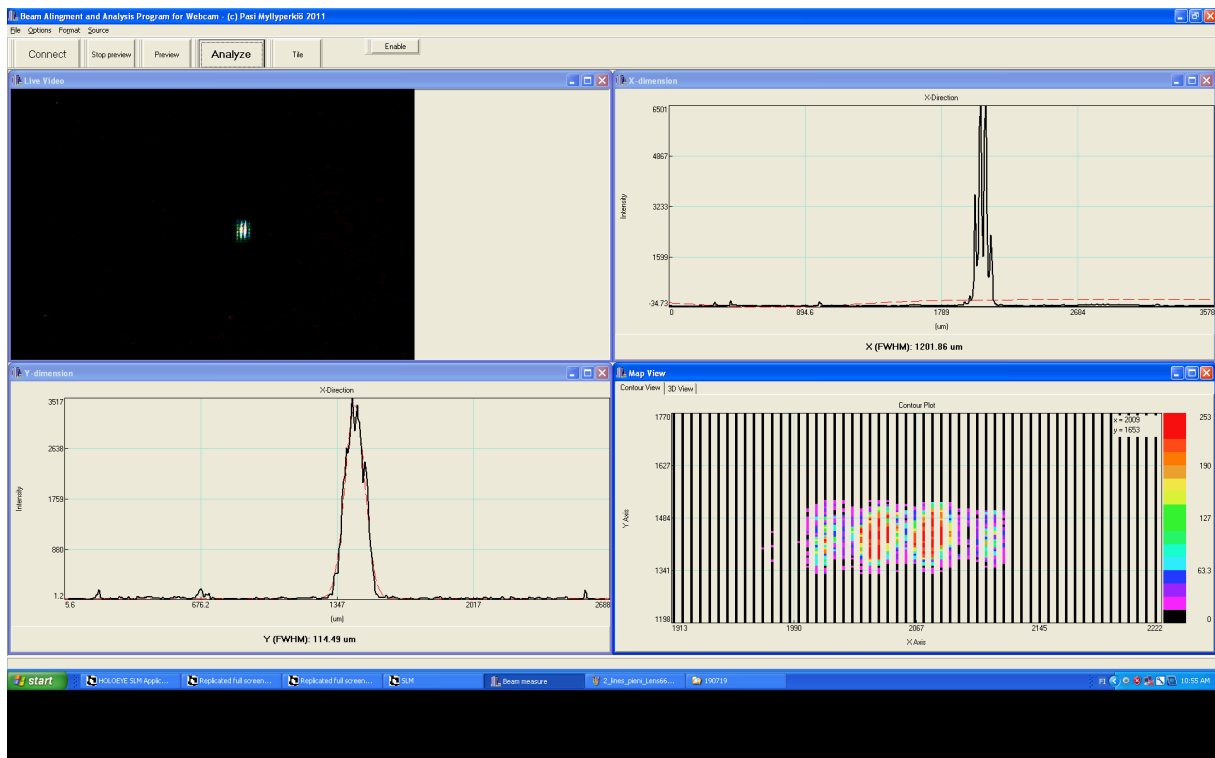 Beam Alingment and Analysis Program for Webcam - (c) Pasi Myllyperkiö 2011
File Options Format Source
Connect Stop preview Preview Analyze Tile Enable
Live Video
X-dimension
X-Direction
6501
4867
3233
1599
-34.73
Intensity
0 894.6 1789 2684 3578
(um)
X (FWHM): 1201.86 um
Y-dimension
X-Direction
3517
2638
1759
880
1.2
Intensity
5.6 676.2 1347 2017 2688
(um)
Y (FWHM): 114.49 um
Map View
Contour View 3D View
Contour Plot
x = 2009
y = 1653
1770
1627
1484
1341
1198
Y Axis
1913 1990 2067 2145 2222
X Axis
253
190
127
63.3
0
start HOLOEYE SLM Applic... Replicated full screen... Replicated full screen... SLM Beam measure 2_lines_pieni_Lens66... 190719 FI 10:55 AM